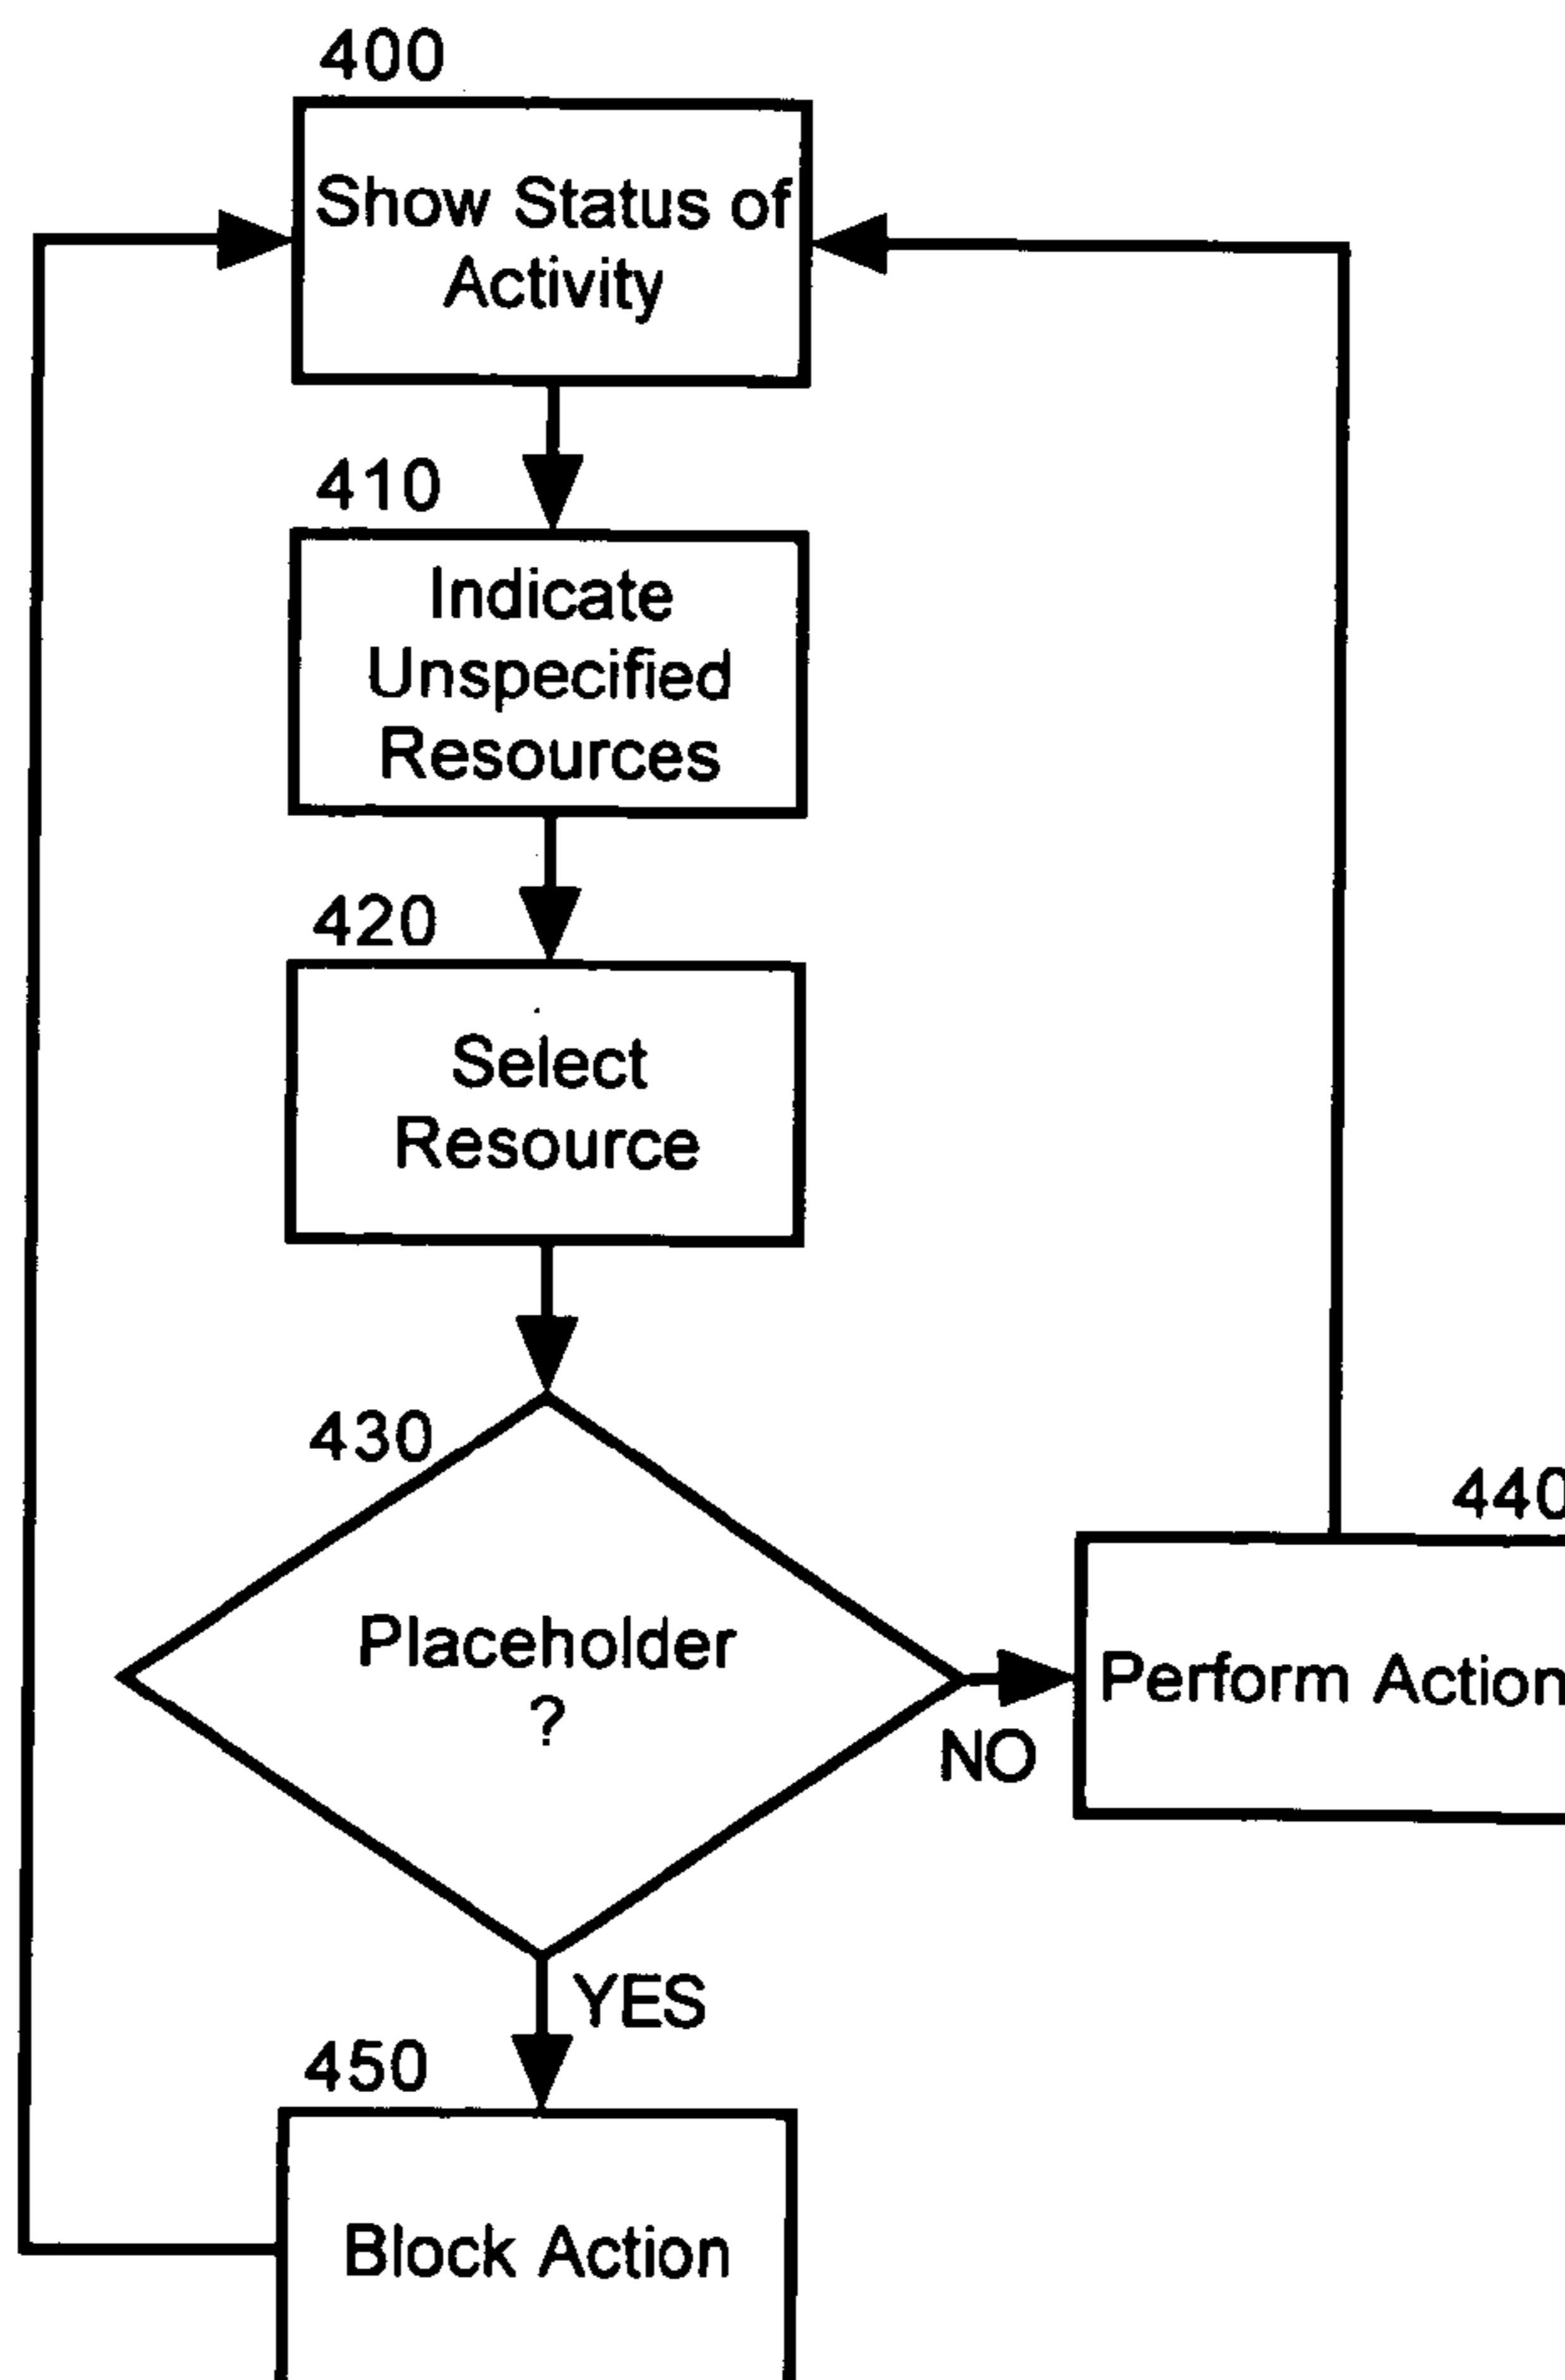 400
Show Status of
Activity
410
Indicate
Unspecified
Resources
420
Select
Resource
430
Placeholder
?
NO
440
Perform Action
YES
450
Block Action